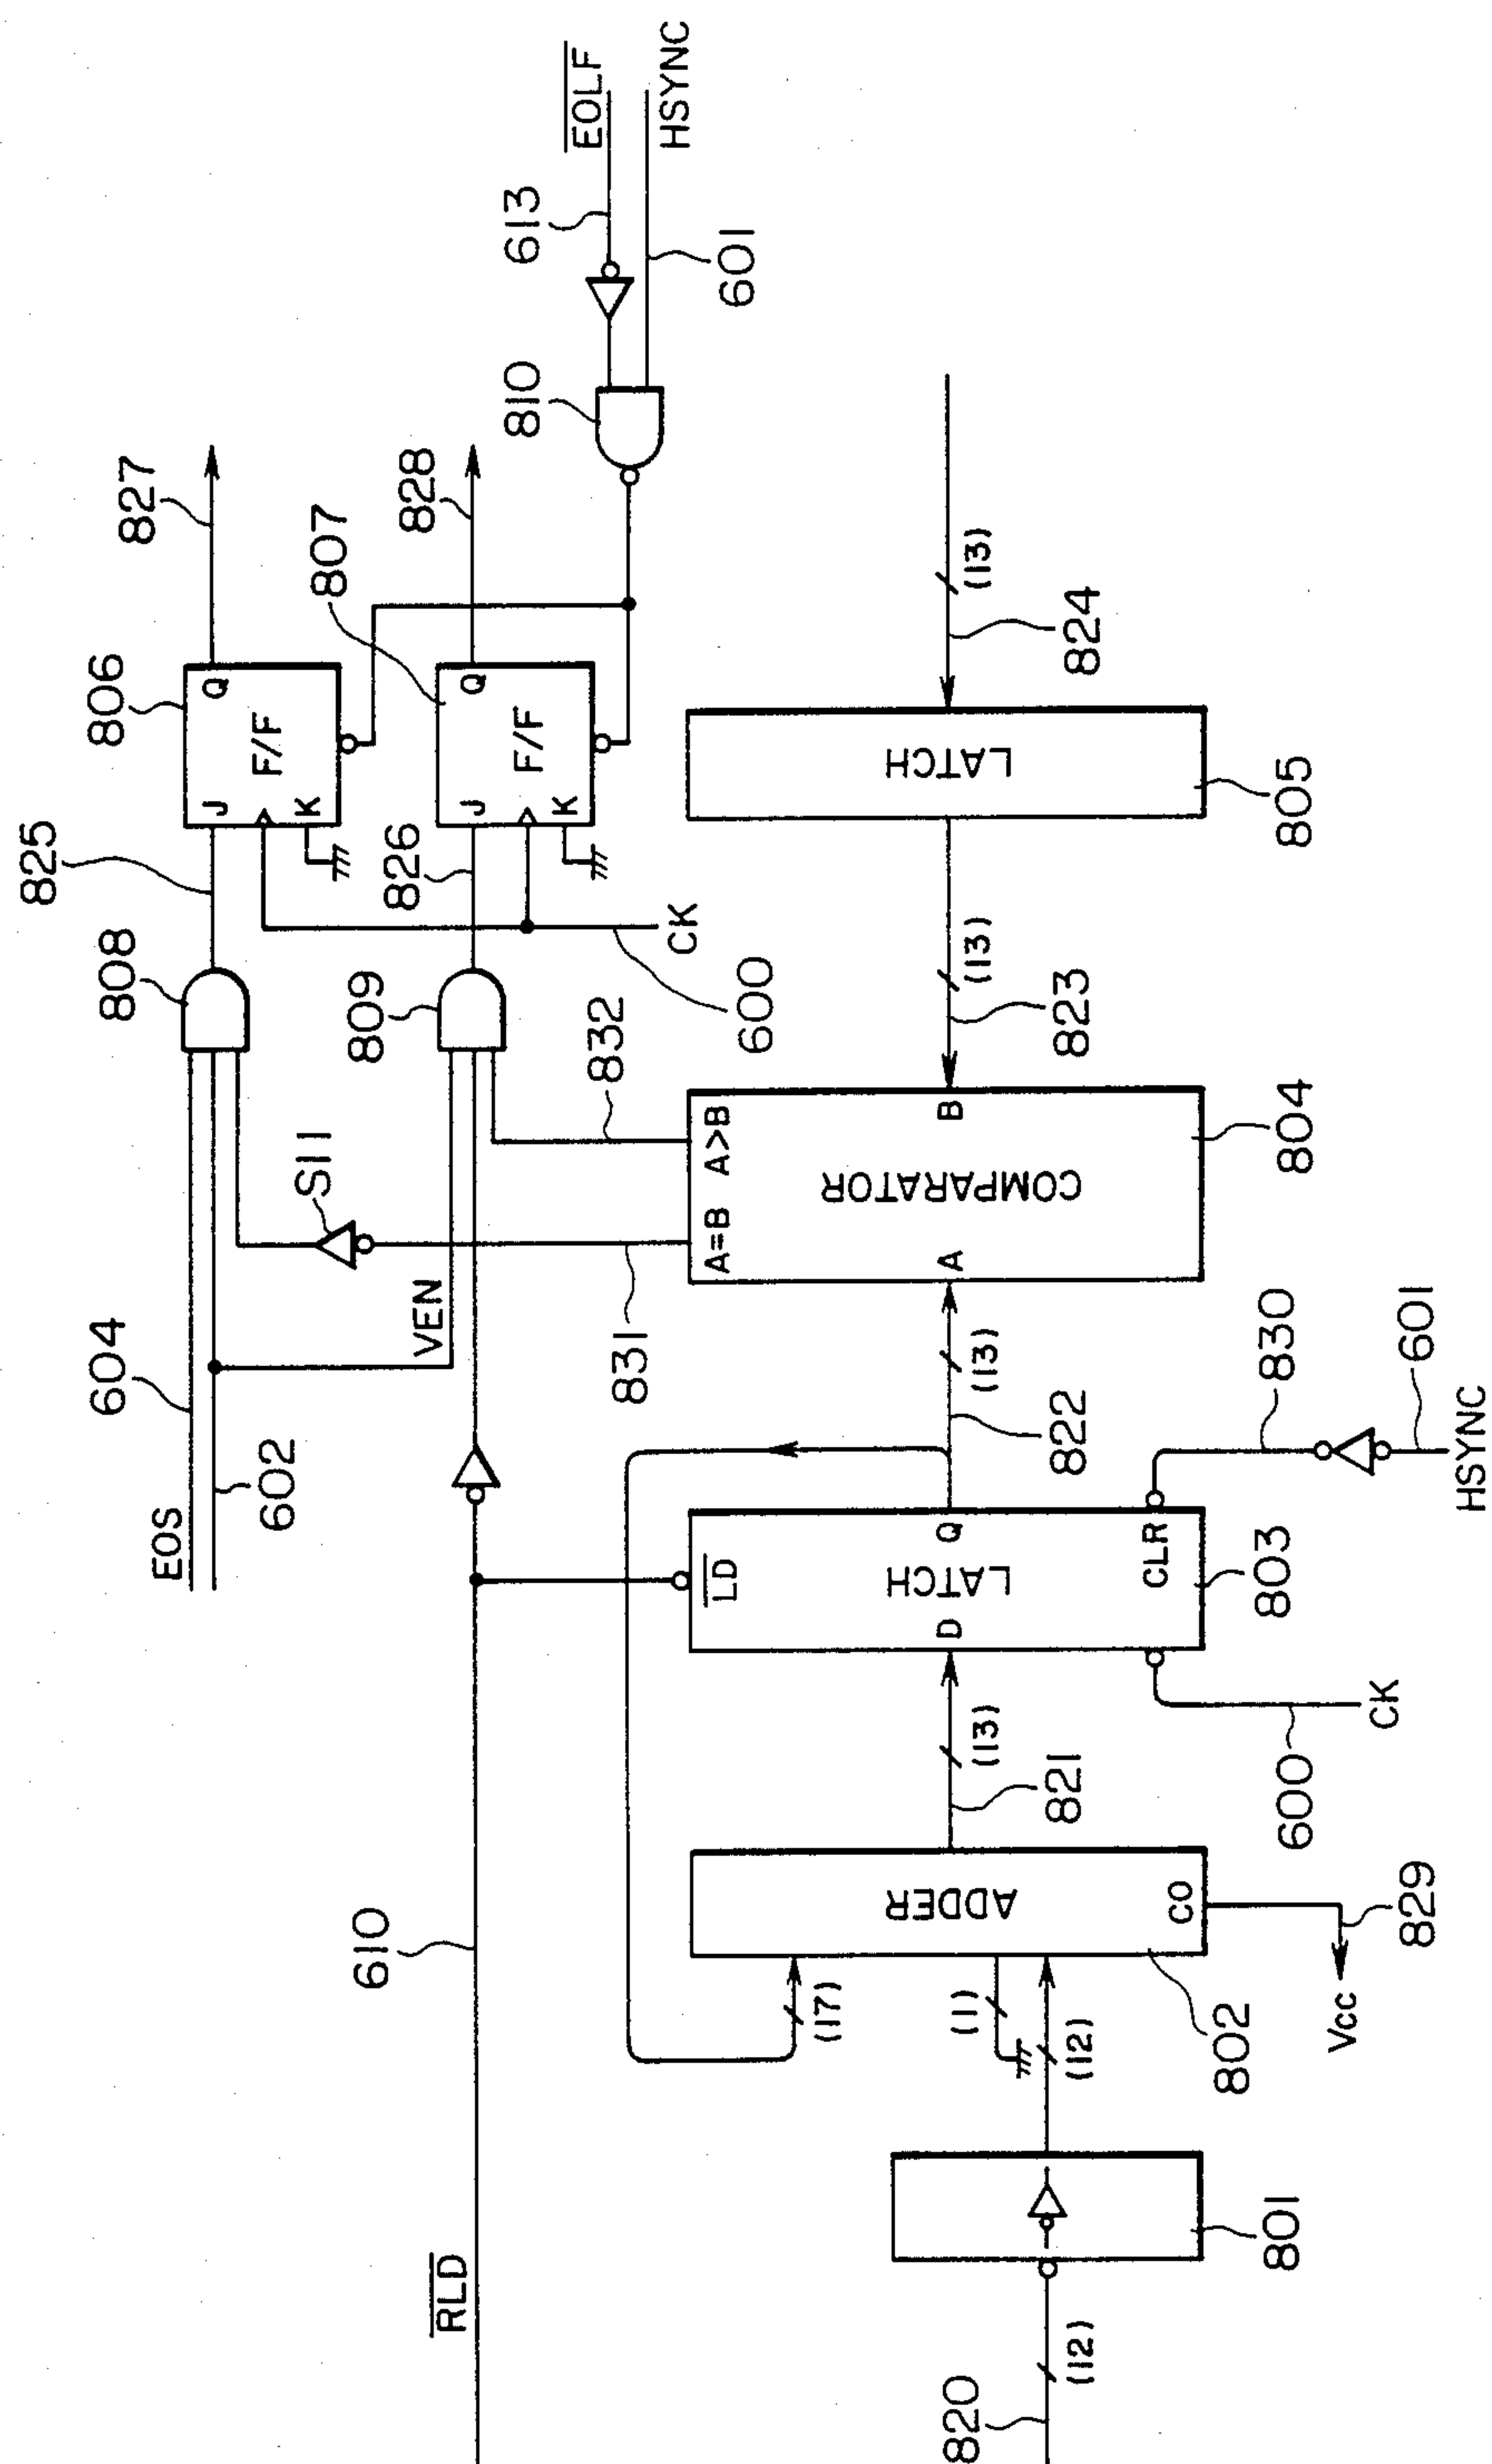 EOS
604
602
808
825
806
J
Q
F/F
K
827
VEN
809
826
807
J
Q
F/F
K
828
S11
832
831
CK
600
810
613
EOLF
HSYNC
601
RLD
610
820
(12)
801
(12)
(1)
(17)
ADDER
CO
802
Vcc
829
821
(13)
LD
D
LATCH
Q
CLR
803
CK
600
830
HSYNC
601
822
(13)
A=B
A>B
A
COMPARATOR
B
804
823
(13)
LATCH
805
824
(13)